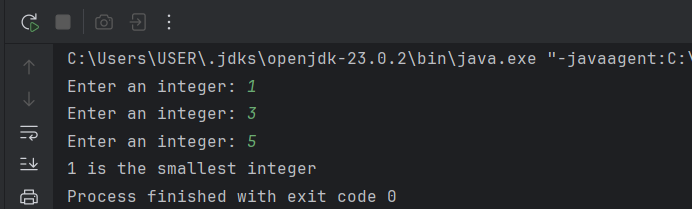 C:\Users\USER\.jdks\openjdk-23.0.2\bin\java.exe "-javaagent:C:\
Enter an integer: 1
Enter an integer: 3
Enter an integer: 5
1 is the smallest integer
Process finished with exit code 0